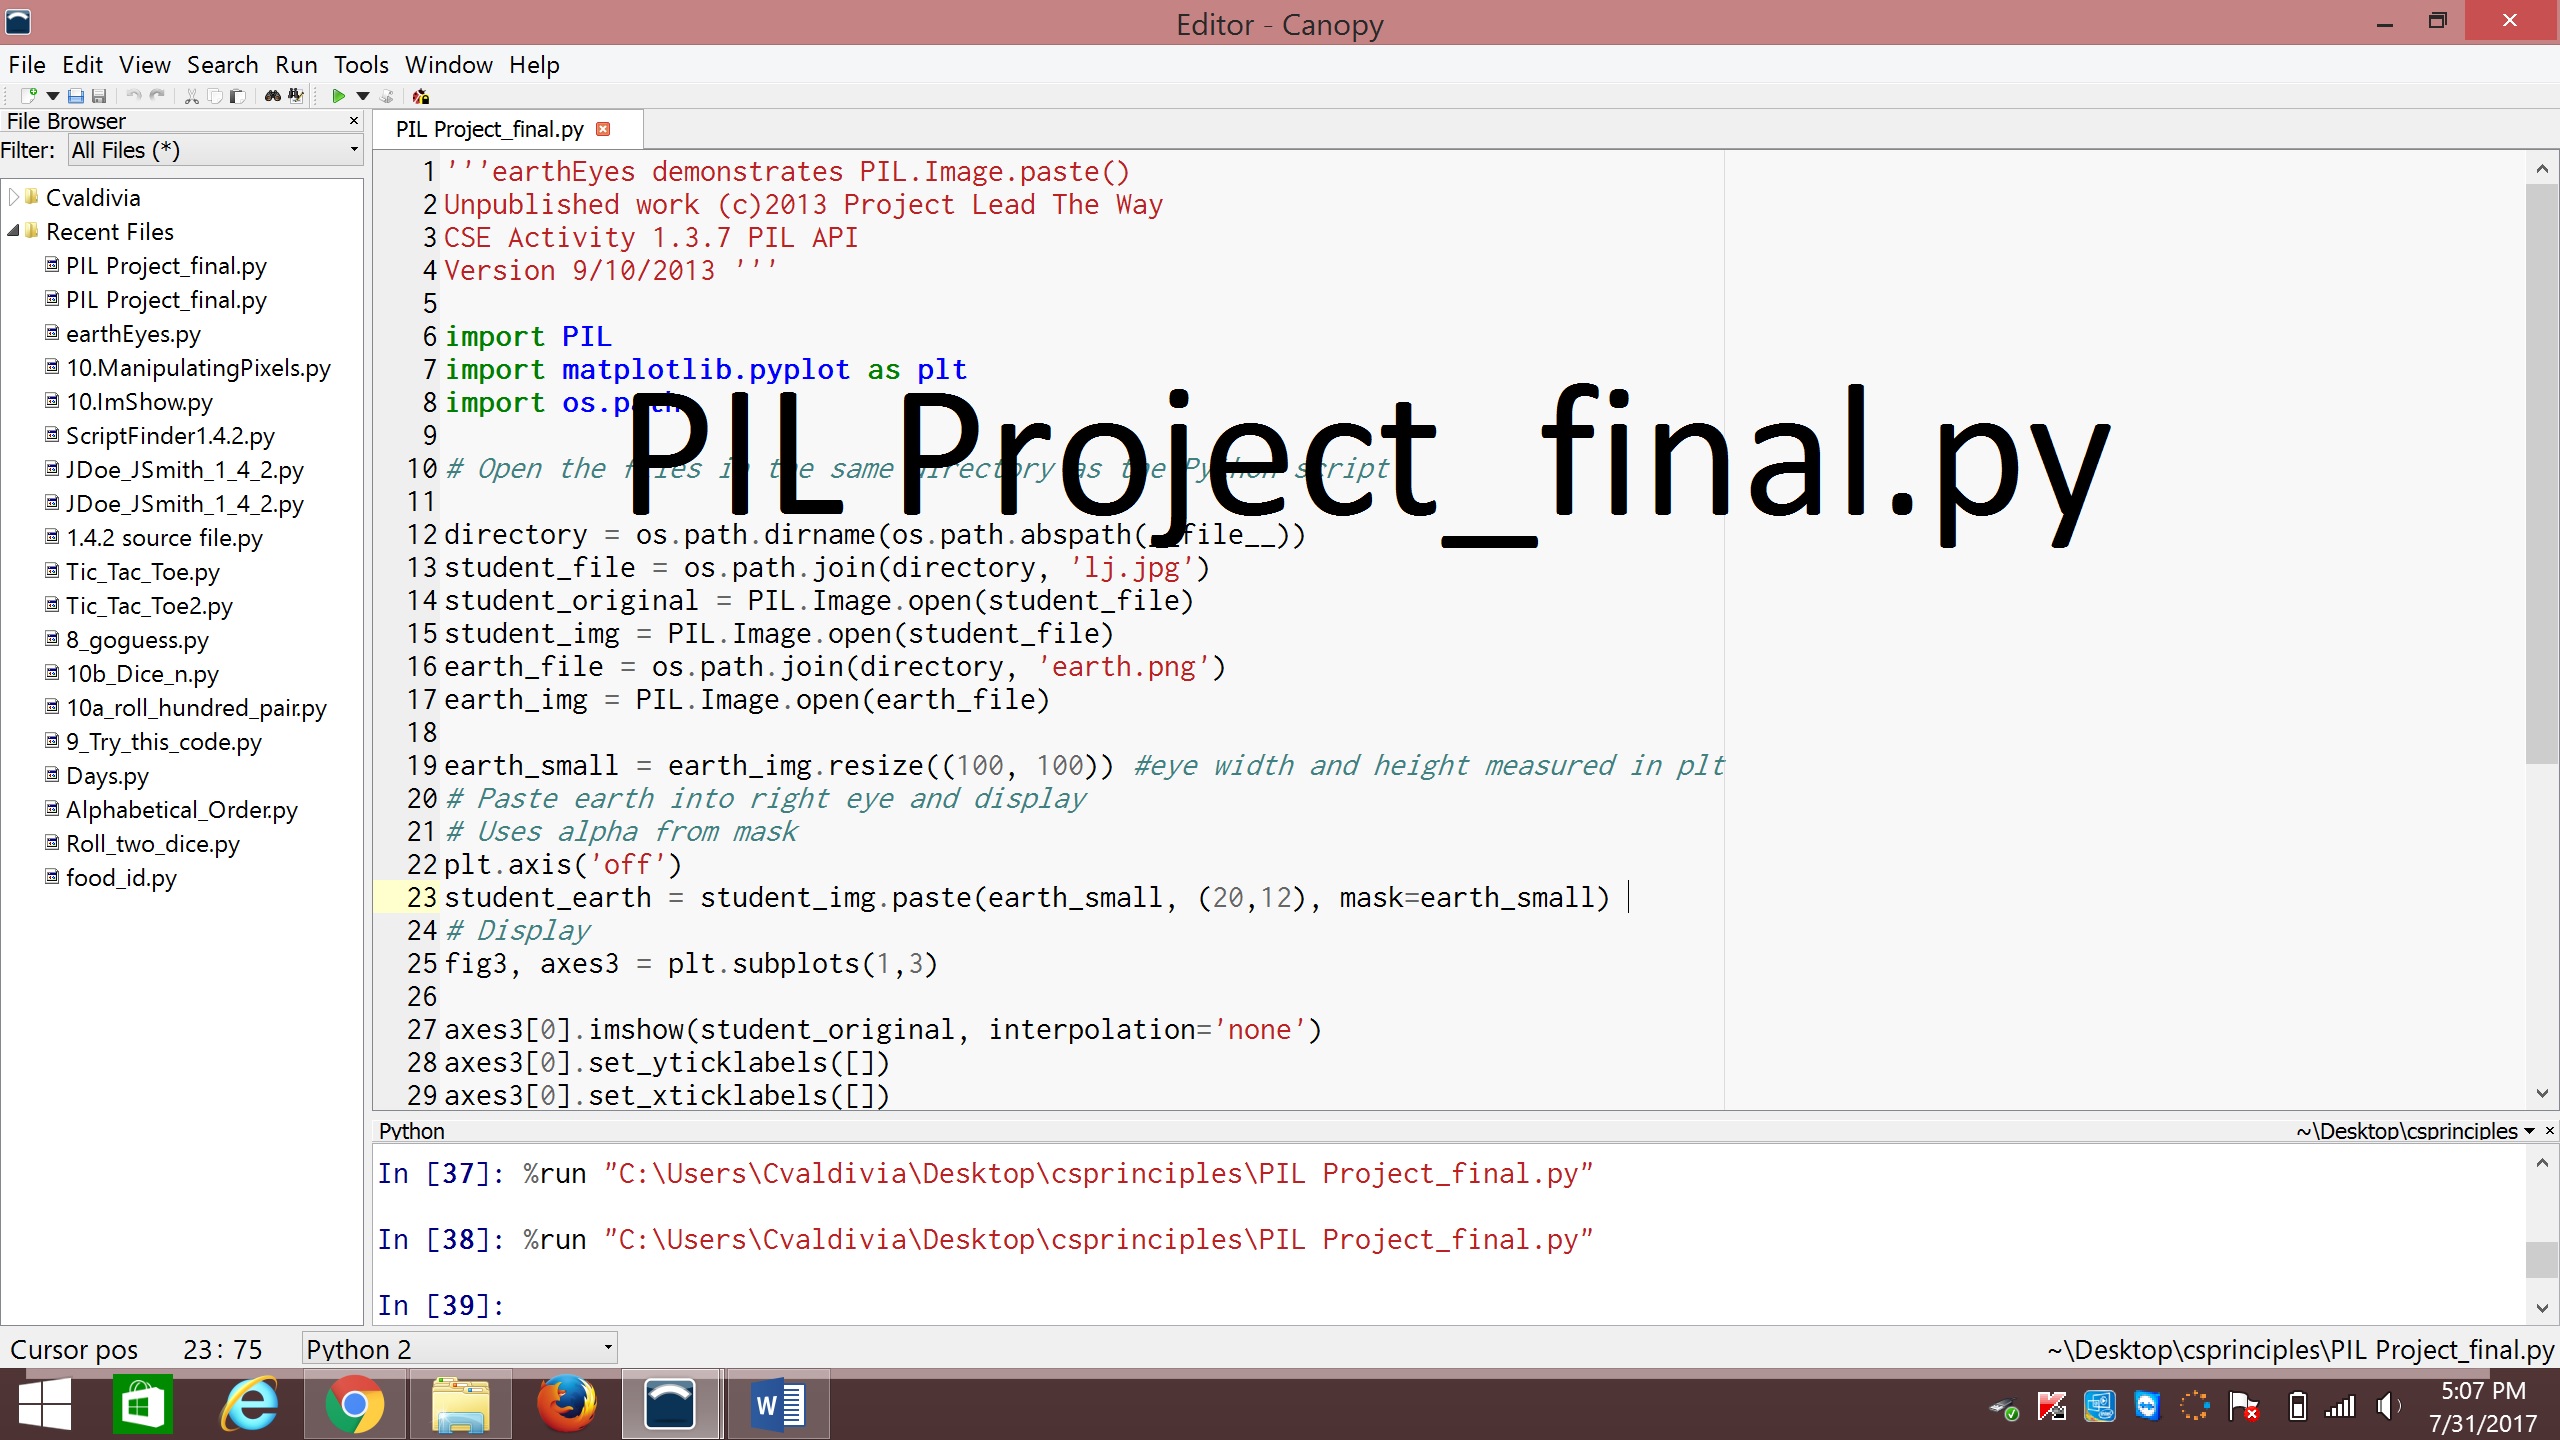 Editor - Canopy
File Edit View Search Run Tools Window Help
File Browser
Filter: All Files (*)
Cvaldivia
Recent Files
PIL Project_final.py
PIL Project_final.py
earthEyes.py
10.ManipulatingPixels.py
10.ImShow.py
ScriptFinder1.4.2.py
JDoe_JSmith_1_4_2.py
JDoe_JSmith_1_4_2.py
1.4.2 source file.py
Tic_Tac_Toe.py
Tic_Tac_Toe2.py
8_goguess.py
10b_Dice_n.py
10a_roll_hundred_pair.py
9_Try_this_code.py
Days.py
Alphabetical_Order.py
Roll_two_dice.py
food_id.py
PIL Project_final.py
1 '''earthEyes demonstrates PIL.Image.paste()
2 Unpublished work (c)2013 Project Lead The Way
3 CSE Activity 1.3.7 PIL API
4 Version 9/10/2013 '''
5
6 import PIL
7 import matplotlib.pyplot as plt
8 import os.path
9
10 # Open the files in the same directory as the Python script
11
12 directory = os.path.dirname(os.path.abspath(__file__))
13 student_file = os.path.join(directory, 'lj.jpg')
14 student_original = PIL.Image.open(student_file)
15 student_img = PIL.Image.open(student_file)
16 earth_file = os.path.join(directory, 'earth.png')
17 earth_img = PIL.Image.open(earth_file)
18
19 earth_small = earth_img.resize((100, 100)) #eye width and height measured in plt
20 # Paste earth into right eye and display
21 # Uses alpha from mask
22 plt.axis('off')
23 student_earth = student_img.paste(earth_small, (20,12), mask=earth_small)
24 # Display
25 fig3, axes3 = plt.subplots(1,3)
26
27 axes3[0].imshow(student_original, interpolation='none')
28 axes3[0].set_yticklabels([])
29 axes3[0].set_xticklabels([])
PIL Project_final.py
Python ~\Desktop\csprinciples
In [37]: %run "C:\Users\Cvaldivia\Desktop\csprinciples\PIL Project_final.py"
In [38]: %run "C:\Users\Cvaldivia\Desktop\csprinciples\PIL Project_final.py"
In [39]:
Cursor pos 23: 75 Python 2 ~\Desktop\csprinciples\PIL Project_final.py
5:07 PM
7/31/2017